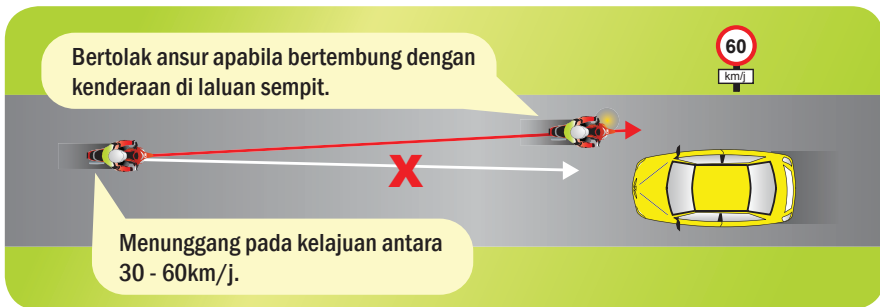 Bertolak ansur apabila bertembung dengan
kenderaan di laluan sempit.
60
km/j
X
Menunggang pada kelajuan antara
30 - 60km/j.